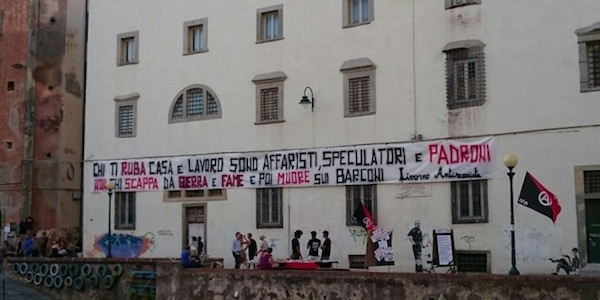 CHI TI RUBA CASA E LAVORO SONO AFFARISTI, SPECULATORI E PADRONI
NON CHI SCAPPA DA GUERRA E FAME E POI MUORE SUI BARCONI Livorno Antirazzista